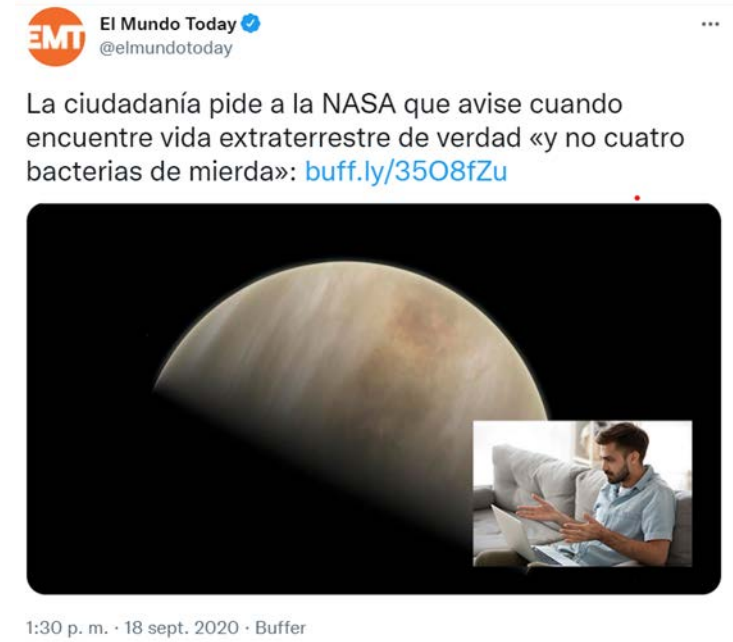 EMT
El Mundo Today
@elmundotoday
La ciudadanía pide a la NASA que avise cuando
encuentre vida extraterrestre de verdad «y no cuatro
bacterias de mierda»: buff.ly/35O8fZu
1:30 p. m. · 18 sept. 2020 · Buffer